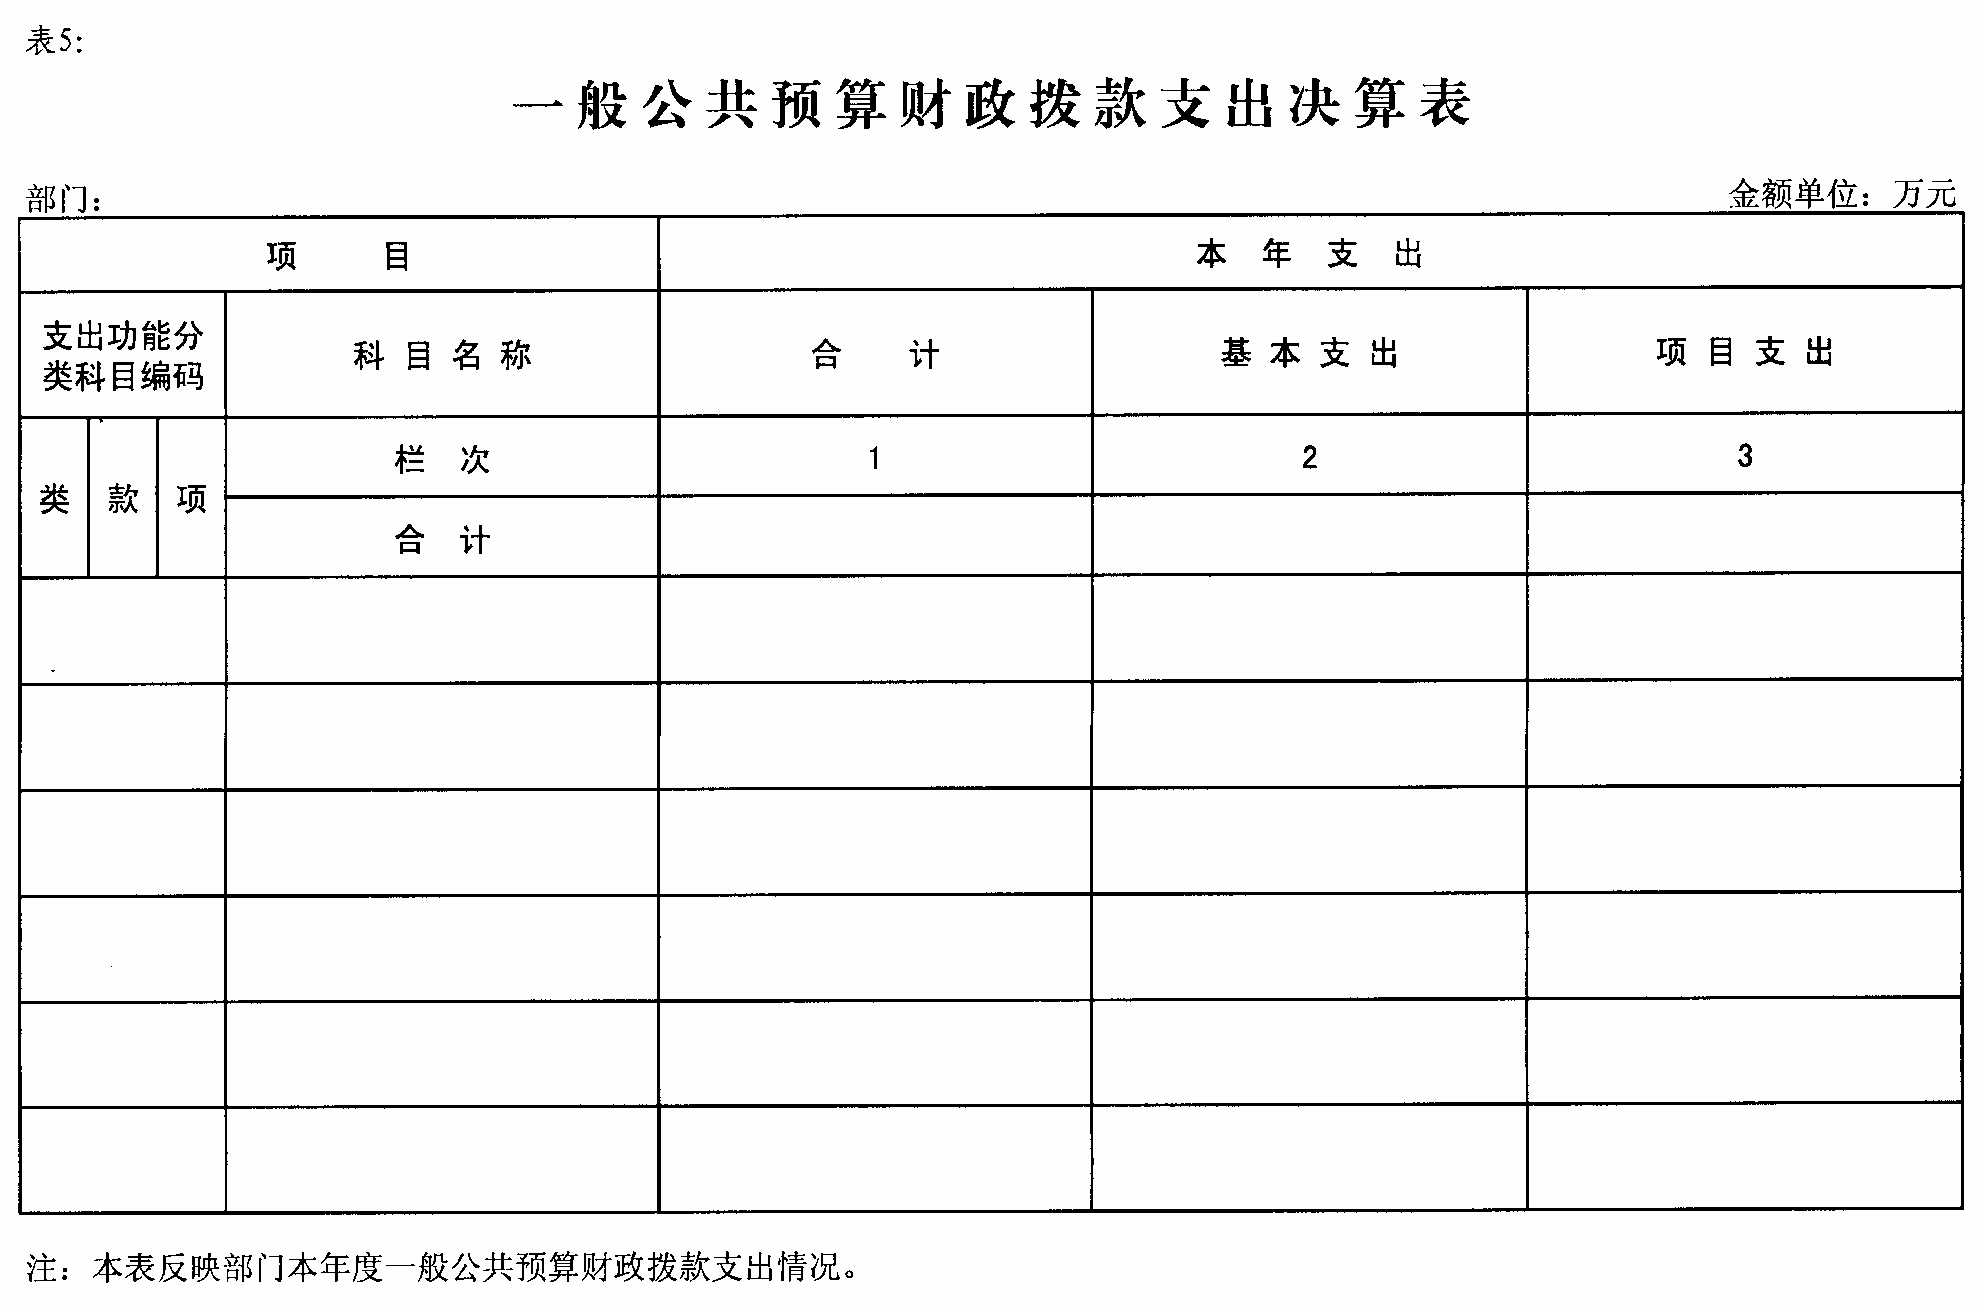 表5:
一般公共预算财政拨款支出决算表
部门：
金额单位：万元
项 目
本 年 支 出
支出功能分
类科目编码
科 目 名 称
合 计
基 本 支 出
项 目 支 出
类
款
项
栏 次
1
2
3
合 计
注：本表反映部门本年度一般公共预算财政拨款支出情况。